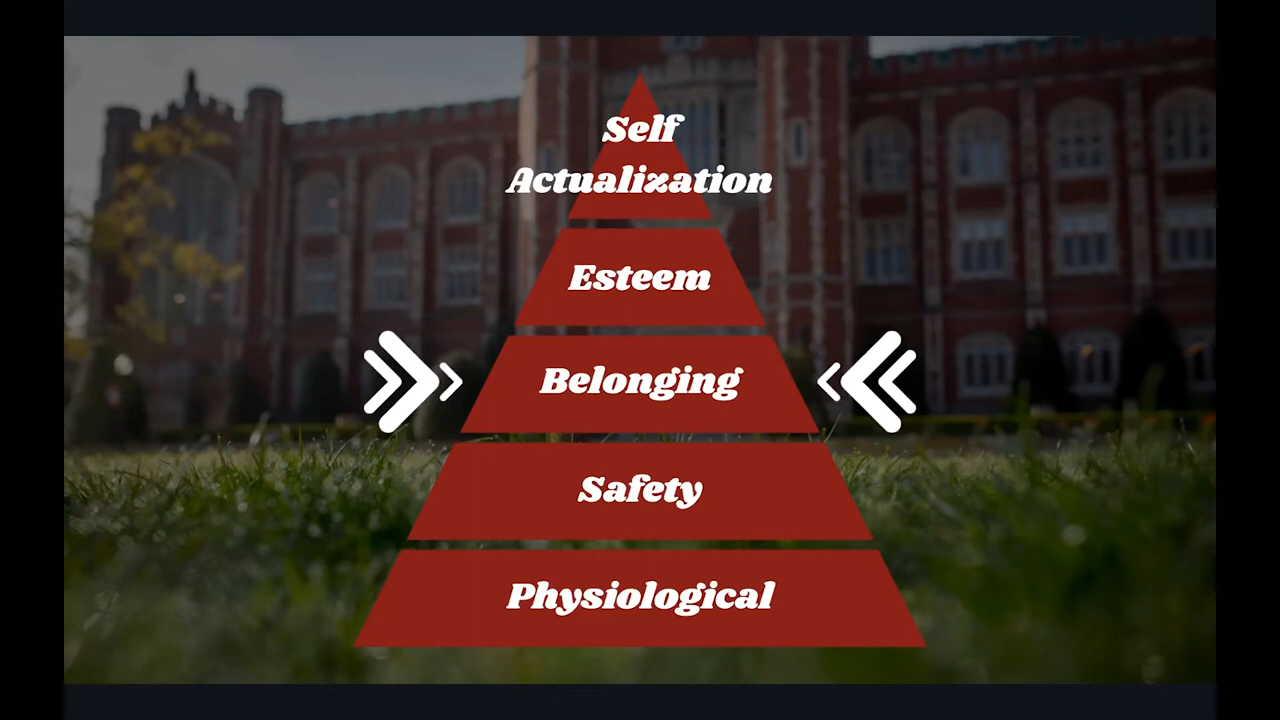 Self
Actualization
Esteem
Belonging
Safety
Physiological